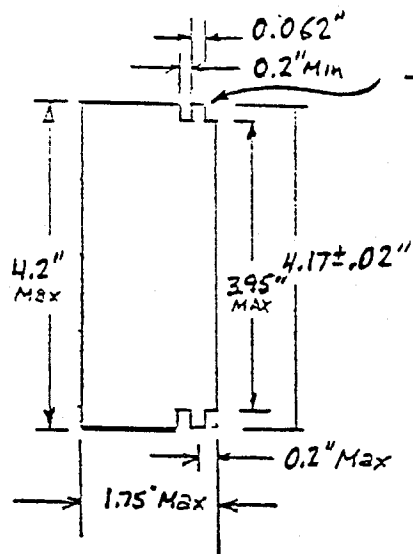 0.062"
0.2" Min
4.2"
Max
3.95"
MAX
4.17±.02"
0.2" Max
1.75" Max